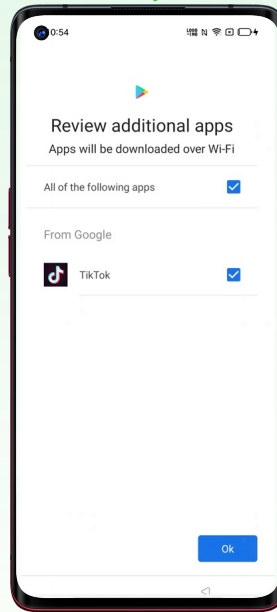 0:54
Review additional apps
Apps will be downloaded over Wi-Fi
All of the following apps
From Google
TikTok
Ok